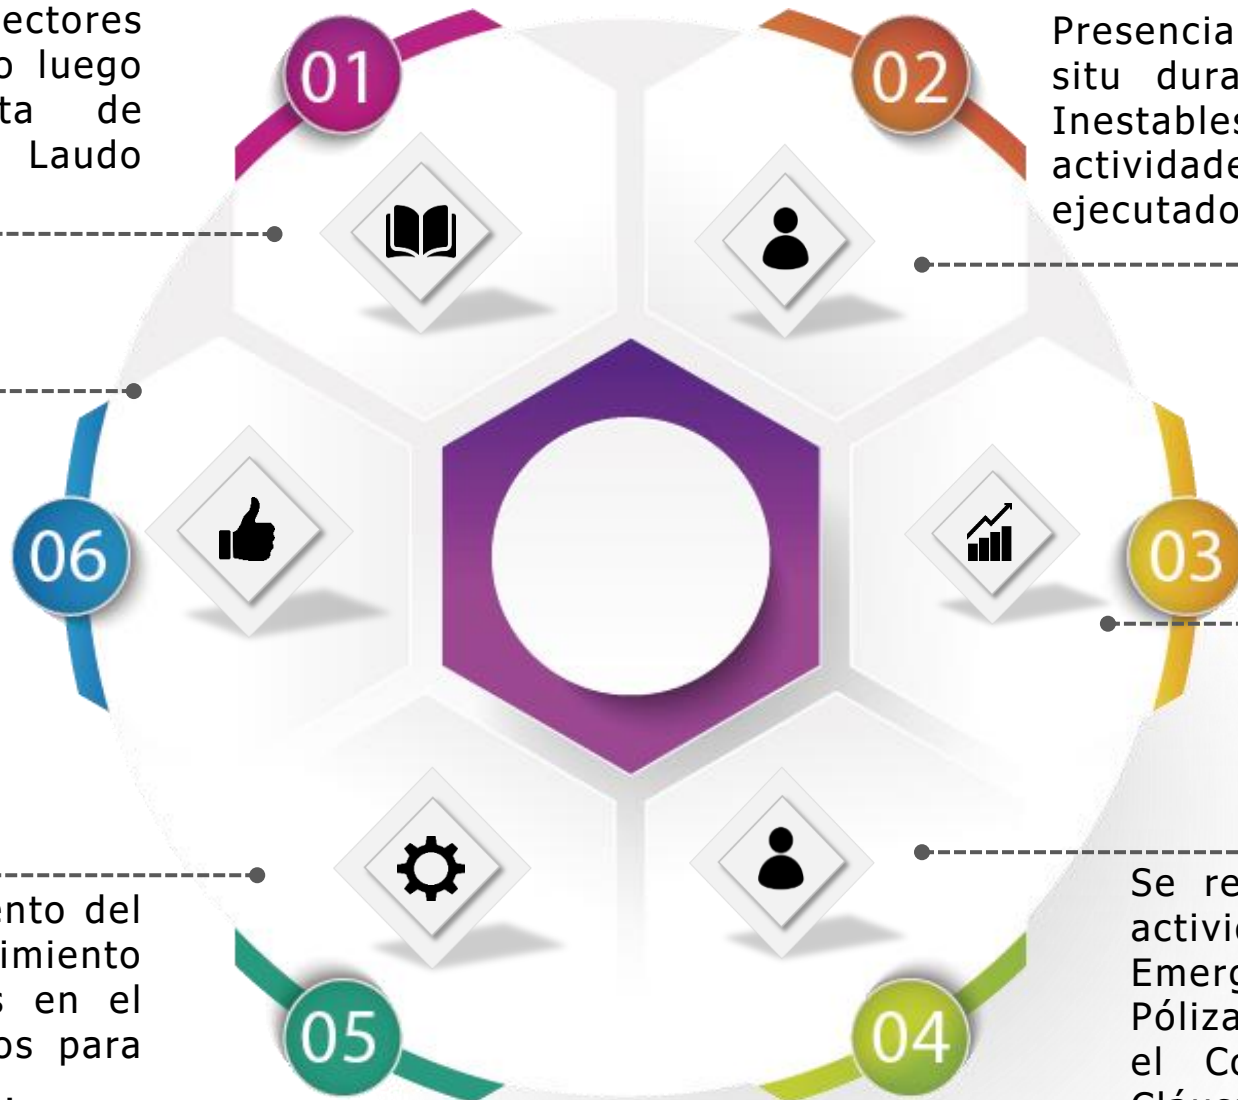 ectores
o luego
ta de
Laudo
01
02
Presencia
situ dura
Inestables
actividade
ejecutado
06
03
ento del
imiento
s en el
os para
05
04
Se re
activid
Emerg
Póliza
el Co